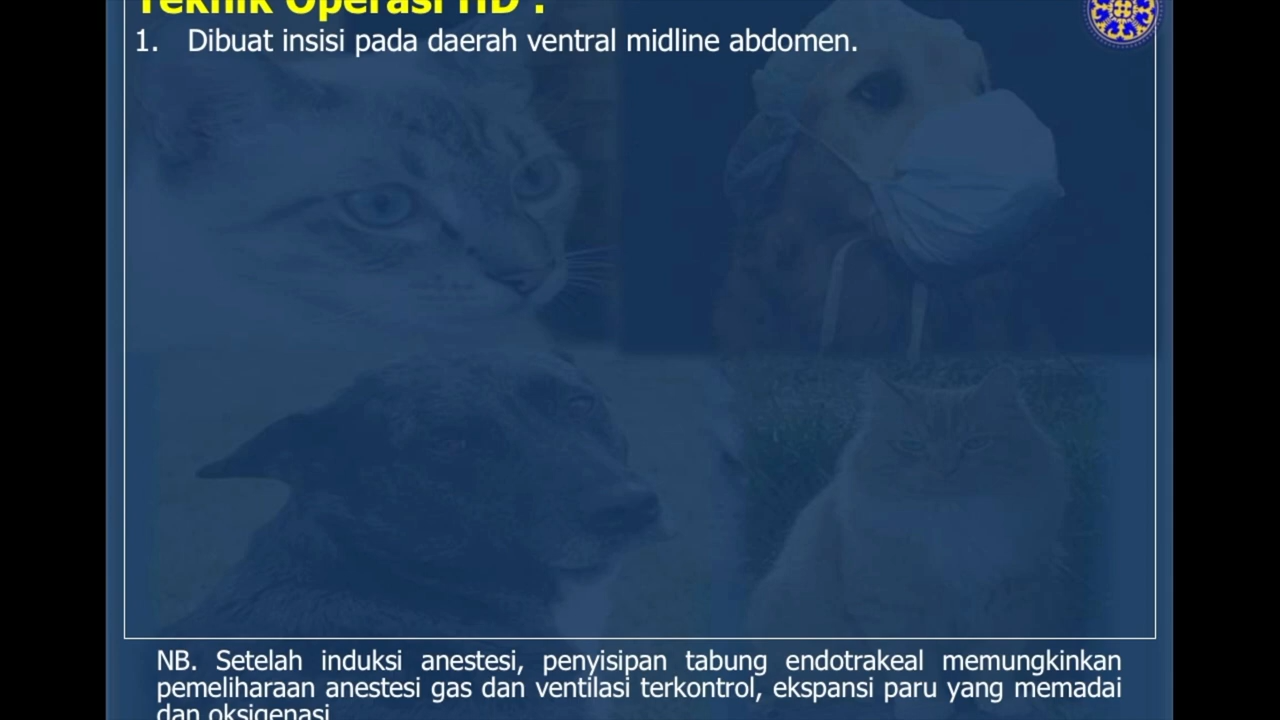 Teknik Operasi HD :
1. Dibuat insisi pada daerah ventral midline abdomen.
NB. Setelah induksi anestesi, penyisipan tabung endotrakeal memungkinkan
pemeliharaan anestesi gas dan ventilasi terkontrol, ekspansi paru yang memadai
dan oksigenasi